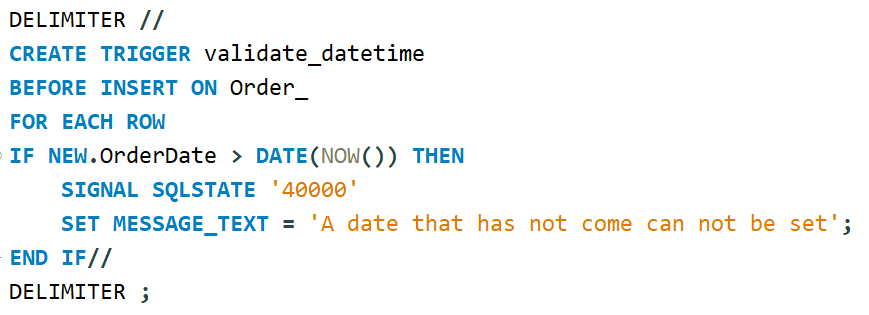 DELIMITER //
CREATE TRIGGER validate_datetime
BEFORE INSERT ON Order_
FOR EACH ROW
IF NEW.OrderDate > DATE(NOW()) THEN
    SIGNAL SQLSTATE '40000'
    SET MESSAGE_TEXT = 'A date that has not come can not be set';
END IF//
DELIMITER ;